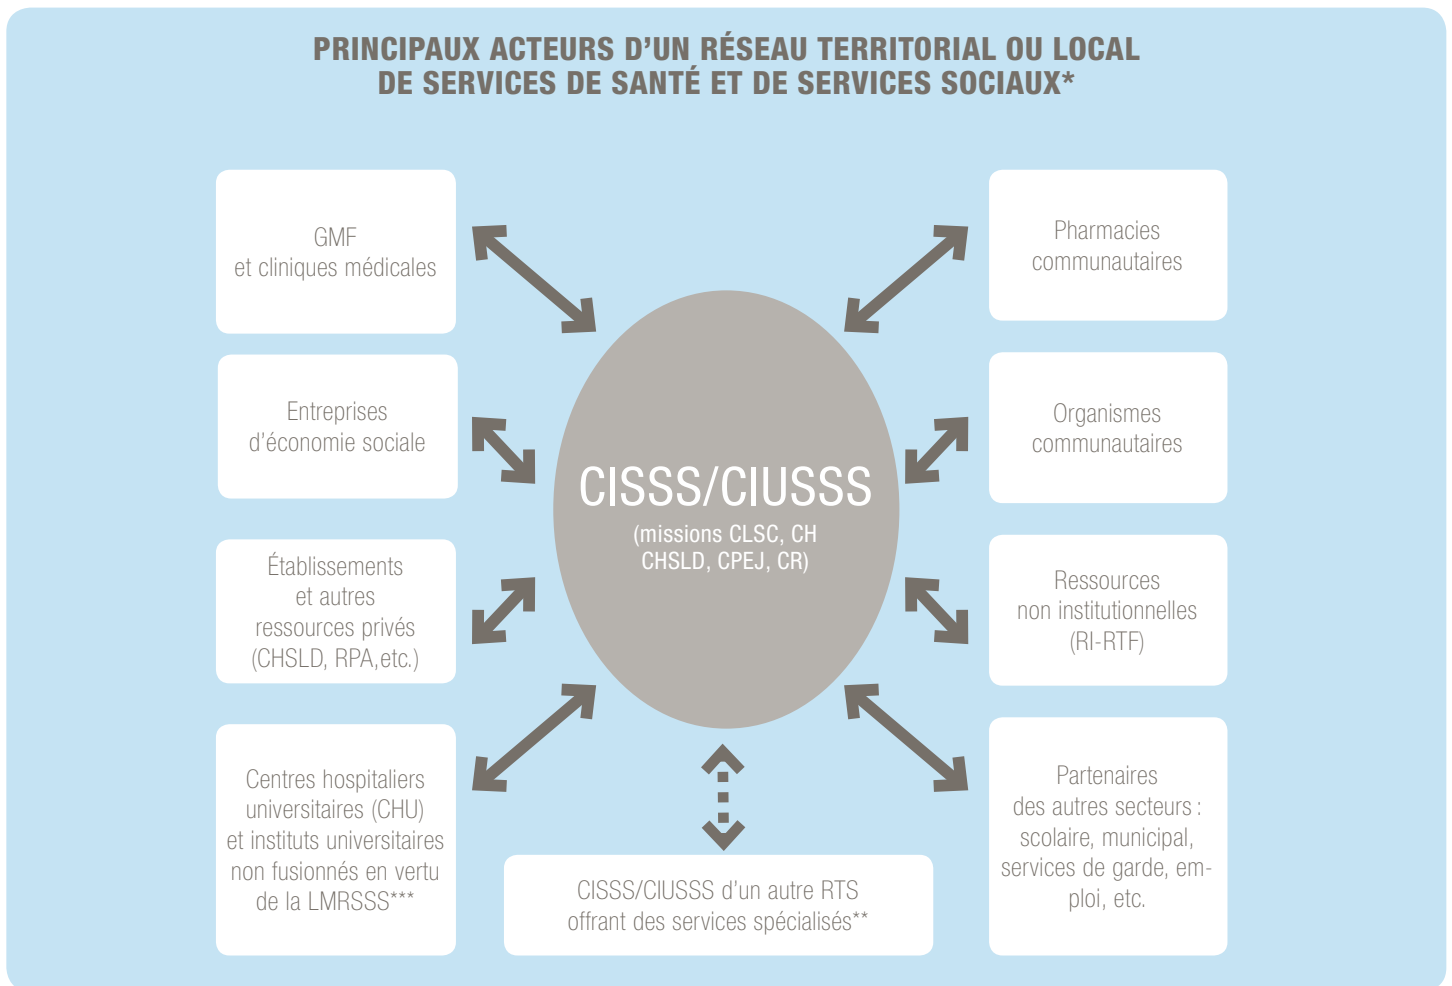 PRINCIPAUX ACTEURS D’UN RÉSEAU TERRITORIAL OU LOCAL
DE SERVICES DE SANTÉ ET DE SERVICES SOCIAUX*
GMF
et cliniques médicales
Entreprises
d’économie sociale
Établissements
et autres
ressources privés
(CHSLD, RPA,etc.)
Centres hospitaliers
universitaires (CHU)
et instituts universitaires
non fusionnés en vertu
de la LMRSSS***
CISSS/CIUSSS
(missions CLSC, CH
CHSLD, CPEJ, CR)
CISSS/CIUSSS d’un autre RTS
offrant des services spécialisés**
Pharmacies
communautaires
Organismes
communautaires
Ressources
non institutionnelles
(RI-RTF)
Partenaires
des autres secteurs :
scolaire, municipal,
services de garde, em-
ploi, etc.